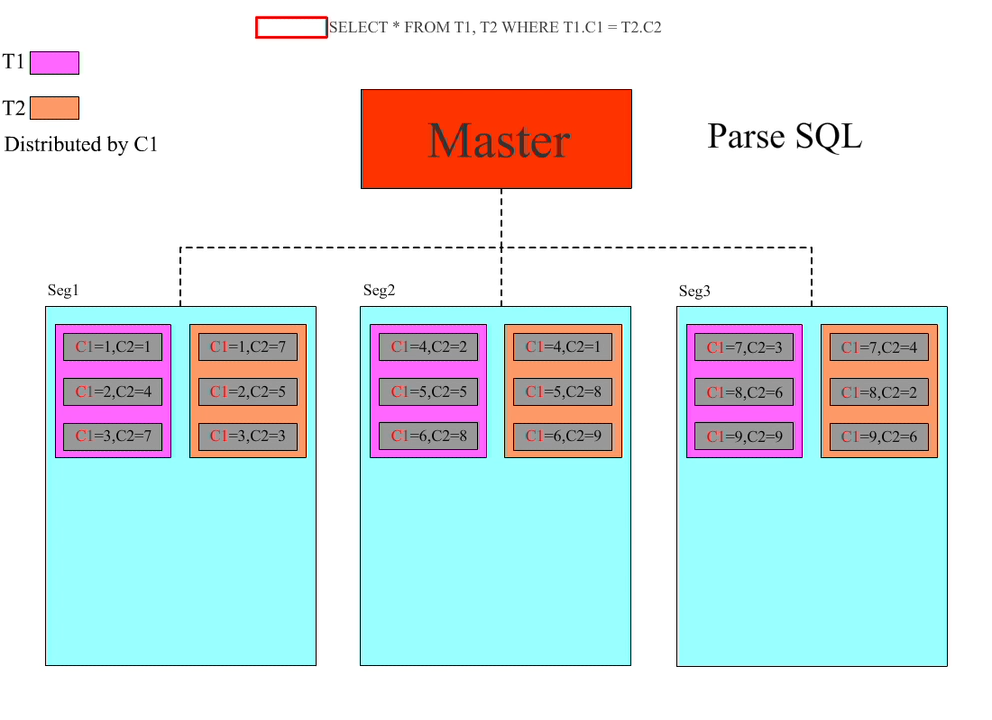 SELECT * FROM T1, T2 WHERE T1.C1 = T2.C2
T1
T2
Distributed by C1
Master
Parse SQL
Seg1
C1=1,C2=1
C1=2,C2=4
C1=3,C2=7
C1=1,C2=7
C1=2,C2=5
C1=3,C2=3
Seg2
C1=4,C2=2
C1=5,C2=5
C1=6,C2=8
C1=4,C2=1
C1=5,C2=8
C1=6,C2=9
Seg3
C1=7,C2=3
C1=8,C2=6
C1=9,C2=9
C1=7,C2=4
C1=8,C2=2
C1=9,C2=6